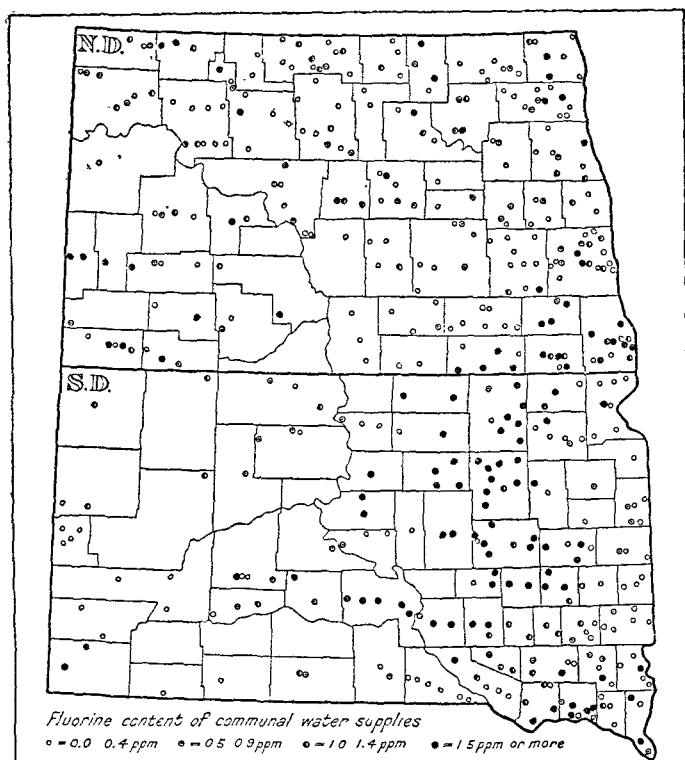 N.D.
S.D.
Fluorine content of communal water supplies
○ = 0.0 0.4 ppm ◔ = 0.5 0.9 ppm ◑ = 1.0 1.4 ppm ● = 1.5 ppm or more